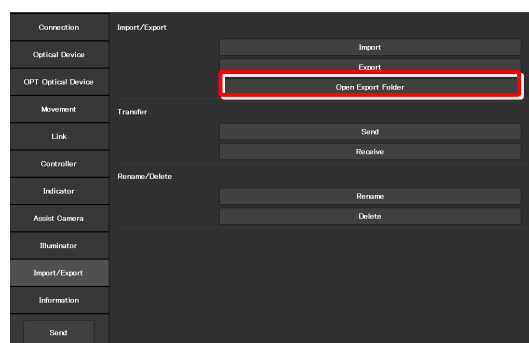 Connection
Optical Device
OPT Optical Device
Movement
Link
Controller
Indicator
Assist Camera
Illuminator
Import/Export
Information
Send
Import/Export
Import
Export
Open Export Folder
Transfer
Send
Receive
Rename/Delete
Rename
Delete